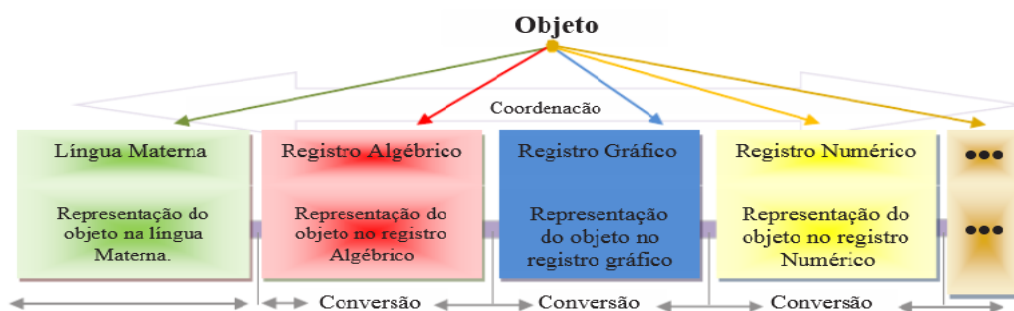 Objeto
Coordenacão
Língua Materna
Registro Algébrico
Registro Gráfico
Registro Numérico
•••
Representação do
objeto na língua
Materna.
Representação do
objeto no registro
Algébrico
Representação
do objeto no
registro gráfico
Representação do
objeto no registro
Numérico
•••
Conversão
Conversão
Conversão